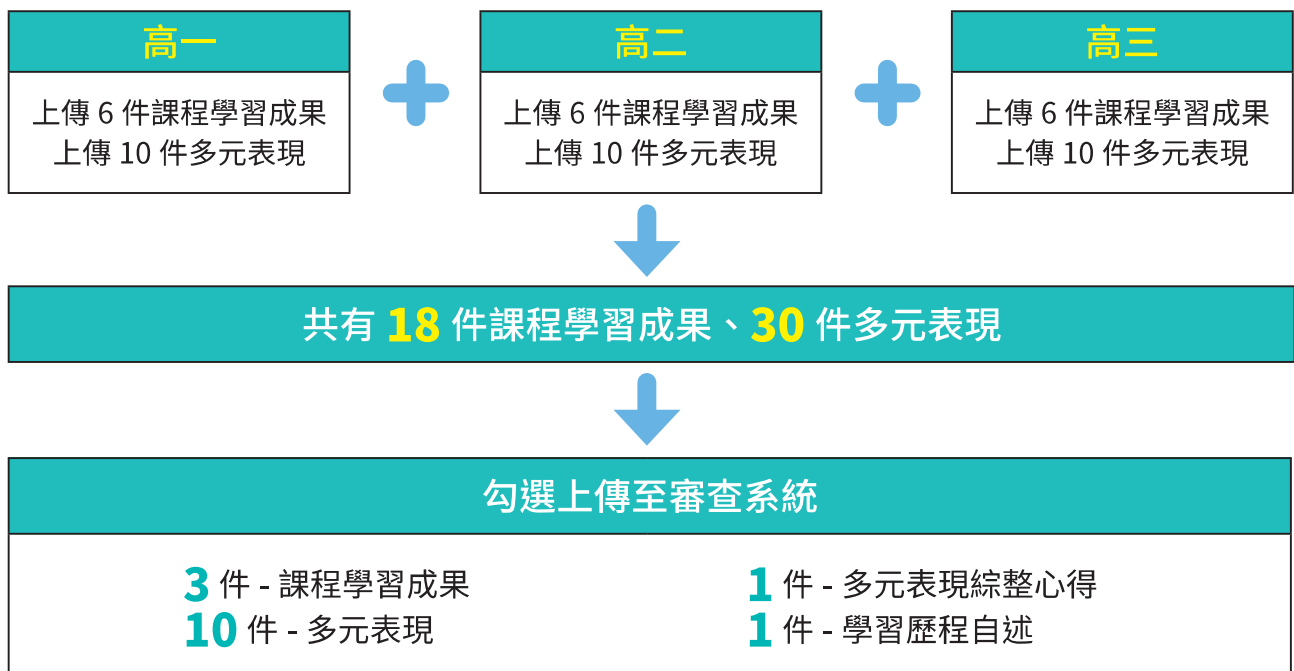 高一
上傳 6 件課程學習成果
上傳 10 件多元表現
高二
上傳 6 件課程學習成果
上傳 10 件多元表現
高三
上傳 6 件課程學習成果
上傳 10 件多元表現
共有 18 件課程學習成果、30 件多元表現
勾選上傳至審查系統
3 件 - 課程學習成果
10 件 - 多元表現
1 件 - 多元表現綜整心得
1 件 - 學習歷程自述